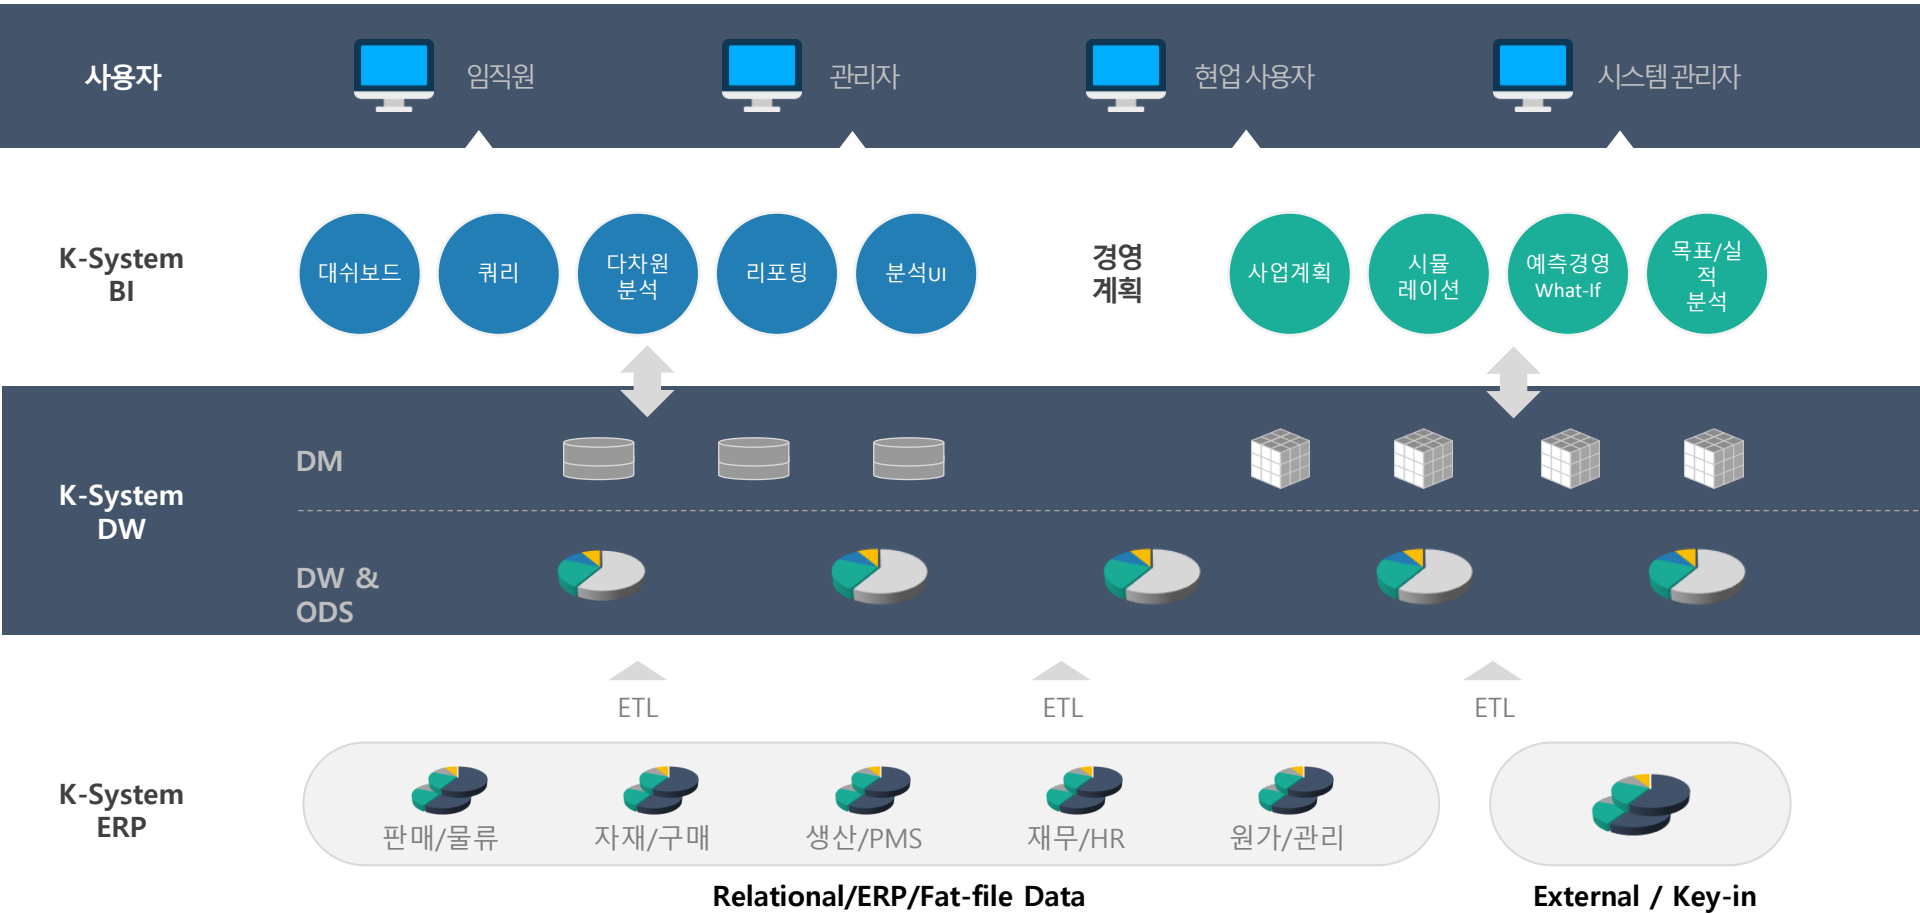 사용자
임직원
관리자
현업 사용자
시스템 관리자
K-System
BI
대쉬보드
쿼리
다차원
분석
리포팅
분석UI
경영
계획
사업계획
시뮬
레이션
예측경영
What-If
목표/실
적
분석
K-System
DW
DM
DW &
ODS
ETL
ETL
ETL
K-System
ERP
판매/물류
자재/구매
생산/PMS
재무/HR
원가/관리
Relational/ERP/Fat-file Data
External / Key-in